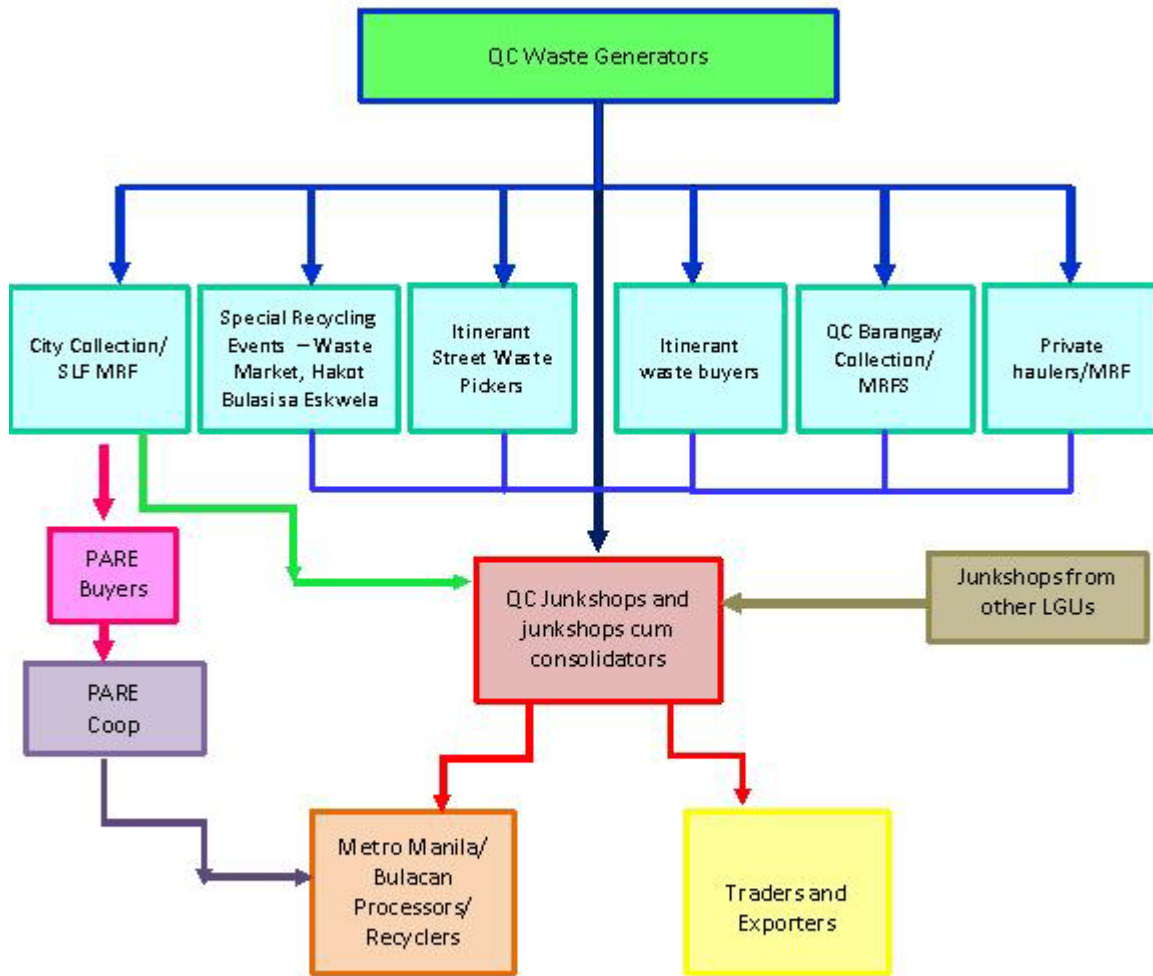 QC Waste Generators
City Collection/
SLF MRF
Special Recycling
Events – Waste
Market, Hakot
Bulasi sa Eskwela
Itinerant
Street Waste
Pickers
Itinerant
waste buyers
QC Barangay
Collection/
MRFS
Private
haulers/MRF
PARE
Buyers
QC Junkshops and
junkshops cum
consolidators
Junkshops from
other LGUs
PARE
Coop
Metro Manila/
Bulacan
Processors/
Recyclers
Traders and
Exporters